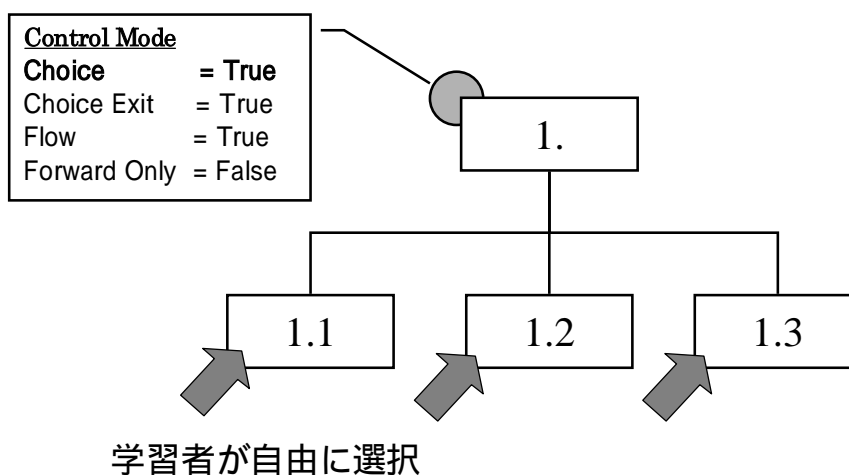 Control Mode
Choice = True
Choice Exit = True
Flow = True
Forward Only = False
1.
1.1
1.2
1.3
学習者が自由に選択